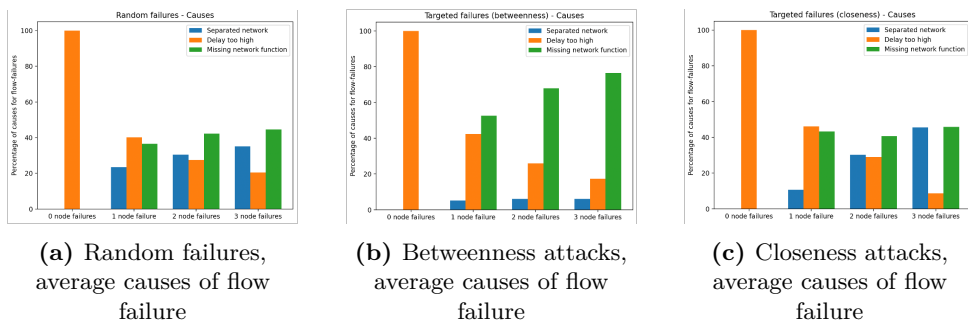 Random failures - Causes
Percentage of causes for flow-failures
100
80
60
40
20
0
Separated network
Delay too high
Missing network function
0 node failures 1 node failure 2 node failures 3 node failures
Targeted failures (betweenness) - Causes
Percentage of causes for flow-failures
100
80
60
40
20
0
Separated network
Delay too high
Missing network function
0 node failures 1 node failure 2 node failures 3 node failures
Targeted failures (closeness) - Causes
Percentage of causes for flow-failures
100
80
60
40
20
0
Separated network
Delay too high
Missing network function
0 node failures 1 node failure 2 node failures 3 node failures
(a) Random failures,
average causes of flow
failure
(b) Betweenness attacks,
average causes of flow
failure
(c) Closeness attacks,
average causes of flow
failure